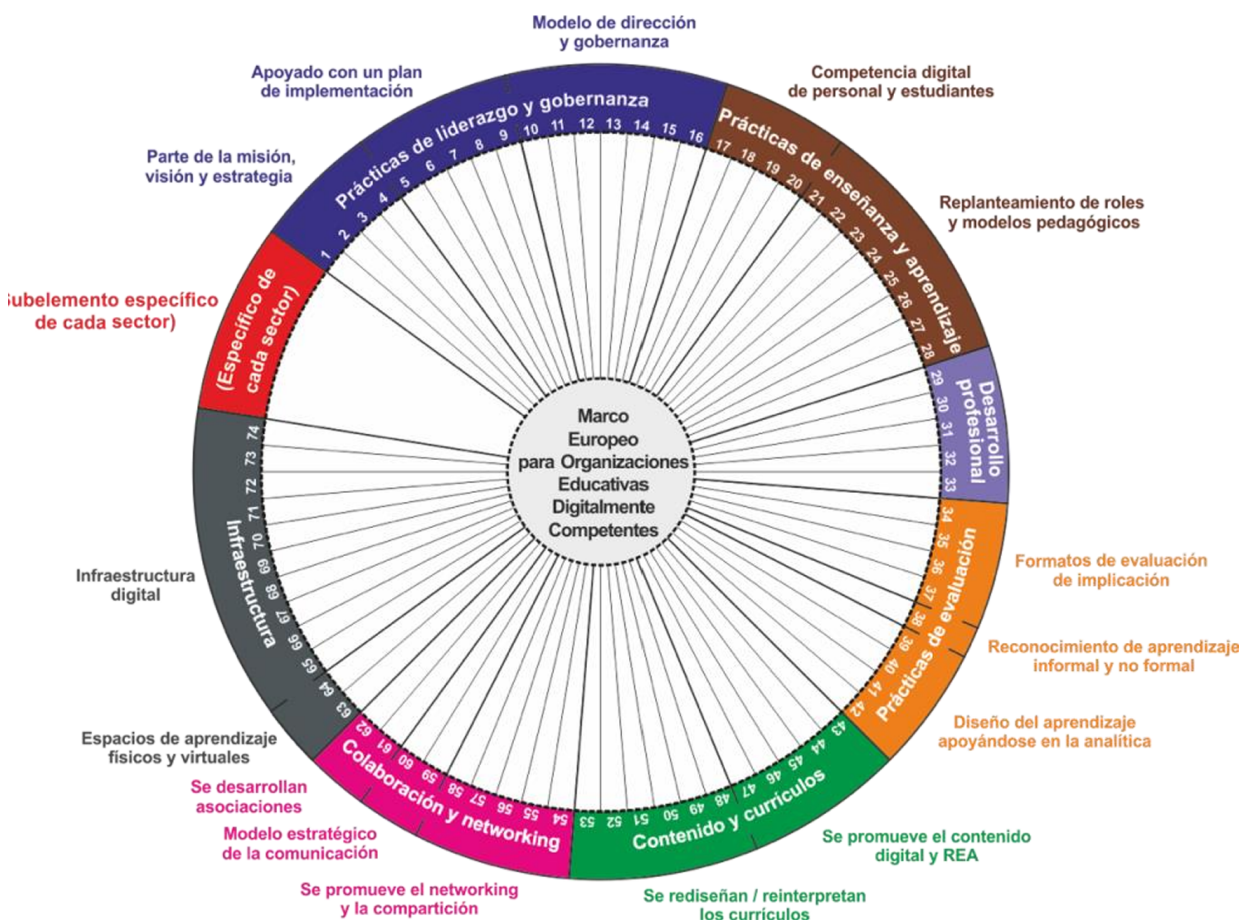 Modelo de dirección
y gobernanza
Apoyado con un plan
de implementación
Parte de la misión,
visión y estrategia
Prácticas de liderazgo y gobernanza
1 2 3 4 5 6 7 8 9 10 11 12 13 14 15 16
Competencia digital
de personal y estudiantes
Replanteamiento de roles
y modelos pedagógicos
Prácticas de enseñanza y aprendizaje
17 18 19 20 21 22 23 24 25 26 27 28
Desarrollo
profesional
29 30 31 32 33
Formatos de evaluación
de implicación
Reconocimiento de aprendizaje
informal y no formal
Diseño del aprendizaje
apoyándose en la analítica
Prácticas de evaluación
34 35 36 37 38 39 40 41 42
Se promueve el contenido
digital y REA
Se rediseñan / reinterpretan
los currículos
Contenido y currículos
43 44 45 46 47 48 49 50 51 52 53
Se promueve el networking
y la compartición
Modelo estratégico
de la comunicación
Se desarrollan
asociaciones
Colaboración y networking
54 55 56 57 58 59 60 61 62
Espacios de aprendizaje
físicos y virtuales
Infraestructura
digital
Infraestructura
63 64 65 66 67 68 69 70 71 72 73 74
ubelemento específico
de cada sector)
(Específico de
cada sector)
Marco
Europeo
para Organizaciones
Educativas
Digitalmente
Competentes